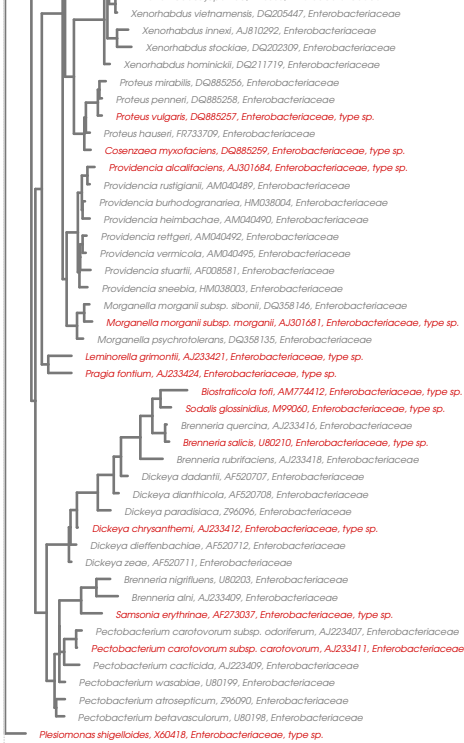 Xenorhabdus vietnamensis, DQ205447, Enterobacteriaceae
Xenorhabdus innexi, AJ810292, Enterobacteriaceae
Xenorhabdus stockiae, DQ202309, Enterobacteriaceae
Xenorhabdus hominickii, DQ211719, Enterobacteriaceae
Proteus mirabilis, DQ885256, Enterobacteriaceae
Proteus penneri, DQ885258, Enterobacteriaceae
Proteus vulgaris, DQ885257, Enterobacteriaceae, type sp.
Proteus hauseri, FR733709, Enterobacteriaceae
Cosenzaea myxofaciens, DQ885259, Enterobacteriaceae, type sp.
Providencia alcalifaciens, AJ301684, Enterobacteriaceae, type sp.
Providencia rustigianii, AM040489, Enterobacteriaceae
Providencia burhodogranariea, HM038004, Enterobacteriaceae
Providencia heimbachae, AM040490, Enterobacteriaceae
Providencia rettgeri, AM040492, Enterobacteriaceae
Providencia vermicola, AM040495, Enterobacteriaceae
Providencia stuartii, AF008581, Enterobacteriaceae
Providencia sneebia, HM038003, Enterobacteriaceae
Morganella morganii subsp. sibonii, DQ358146, Enterobacteriaceae
Morganella morganii subsp. morganii, AJ301681, Enterobacteriaceae, type sp.
Morganella psychrotolerans, DQ358135, Enterobacteriaceae
Leminorella grimontii, AJ233421, Enterobacteriaceae, type sp.
Pragia fontium, AJ233424, Enterobacteriaceae, type sp.
Biostraticola tofi, AM774412, Enterobacteriaceae, type sp.
Sodalis glossinidius, M99060, Enterobacteriaceae, type sp.
Brenneria quercina, AJ233416, Enterobacteriaceae
Brenneria salicis, U80210, Enterobacteriaceae, type sp.
Brenneria rubrifaciens, AJ233418, Enterobacteriaceae
Dickeya dadantii, AF520707, Enterobacteriaceae
Dickeya dianthicola, AF520708, Enterobacteriaceae
Dickeya paradisiaca, Z96096, Enterobacteriaceae
Dickeya chrysanthemi, AJ233412, Enterobacteriaceae, type sp.
Dickeya dieffenbachiae, AF520712, Enterobacteriaceae
Dickeya zeae, AF520711, Enterobacteriaceae
Brenneria nigrifluens, U80203, Enterobacteriaceae
Brenneria alni, AJ233409, Enterobacteriaceae
Samsonia erythrinae, AF273037, Enterobacteriaceae, type sp.
Pectobacterium carotovorum subsp. odoriferum, AJ223407, Enterobacteriaceae
Pectobacterium carotovorum subsp. carotovorum, AJ233411, Enterobacteriaceae
Pectobacterium cacticida, AJ223409, Enterobacteriaceae
Pectobacterium wasabiae, U80199, Enterobacteriaceae
Pectobacterium atrosepticum, Z96090, Enterobacteriaceae
Pectobacterium betavasculorum, U80198, Enterobacteriaceae
Plesiomonas shigelloides, X60418, Enterobacteriaceae, type sp.